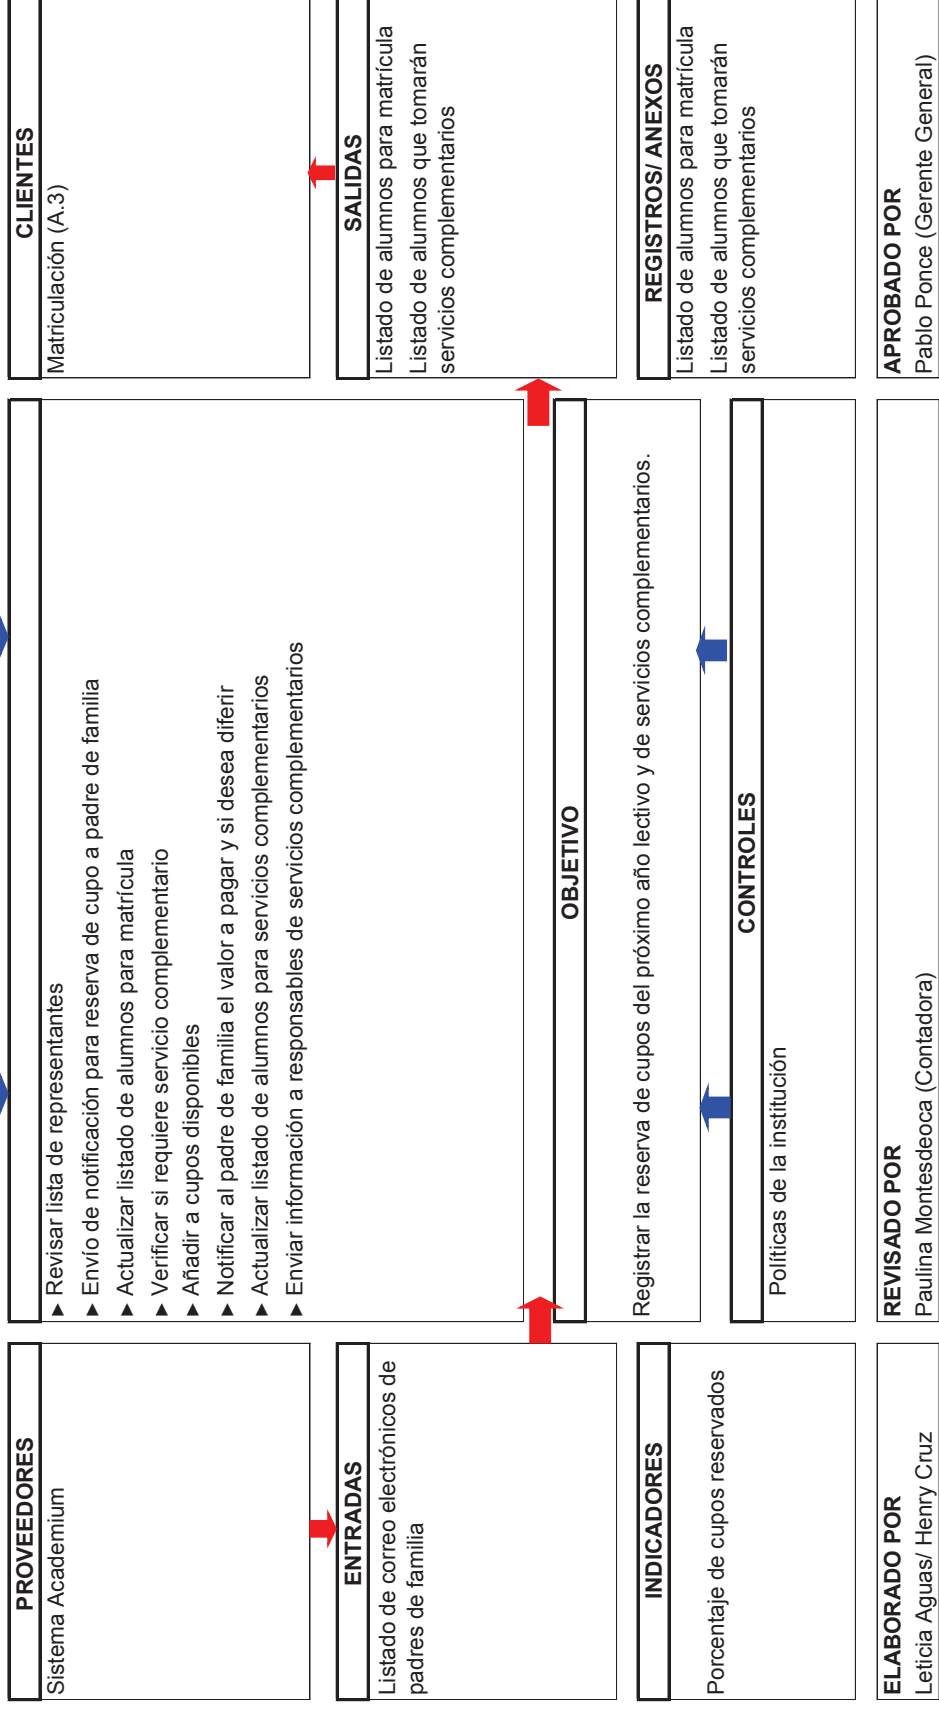 PROVEEDORES
Sistema Academium
► Revisar lista de representantes
► Envío de notificación para reserva de cupo a padre de familia
► Actualizar listado de alumnos para matrícula
► Verificar si requiere servicio complementario
► Añadir a cupos disponibles
► Notificar al padre de familia el valor a pagar y si desea diferir
► Actualizar listado de alumnos para servicios complementarios
► Enviar información a responsables de servicios complementarios
CLIENTES
Matriculación (A.3)
ENTRADAS
Listado de correo electrónicos de
padres de familia
SALIDAS
Listado de alumnos para matrícula
Listado de alumnos que tomarán
servicios complementarios
OBJETIVO
Registrar la reserva de cupos del próximo año lectivo y de servicios complementarios.
INDICADORES
Porcentaje de cupos reservados
CONTROLES
Políticas de la institución
REGISTROS/ ANEXOS
Listado de alumnos para matrícula
Listado de alumnos que tomarán
servicios complementarios
ELABORADO POR
Leticia Aguas/ Henry Cruz
REVISADO POR
Paulina Montesdeoca (Contadora)
APROBADO POR
Pablo Ponce (Gerente General)